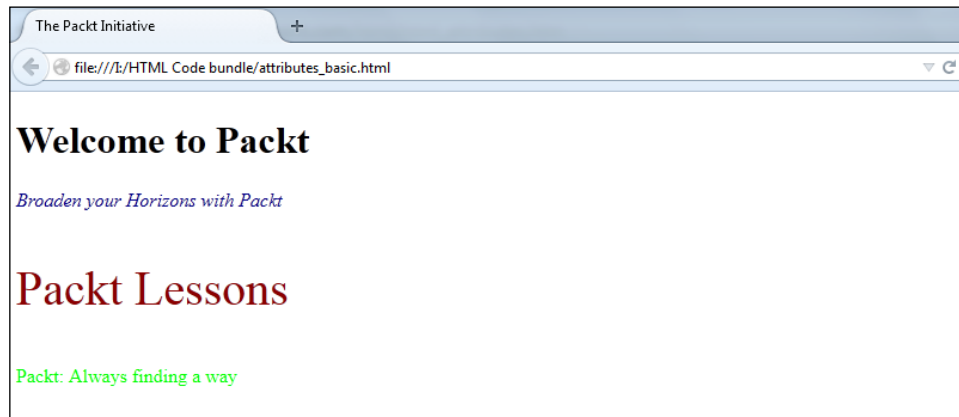 The Packt Initiative
file:///I:/HTML Code bundle/attributes_basic.html
Welcome to Packt
Broaden your Horizons with Packt
Packt Lessons
Packt: Always finding a way